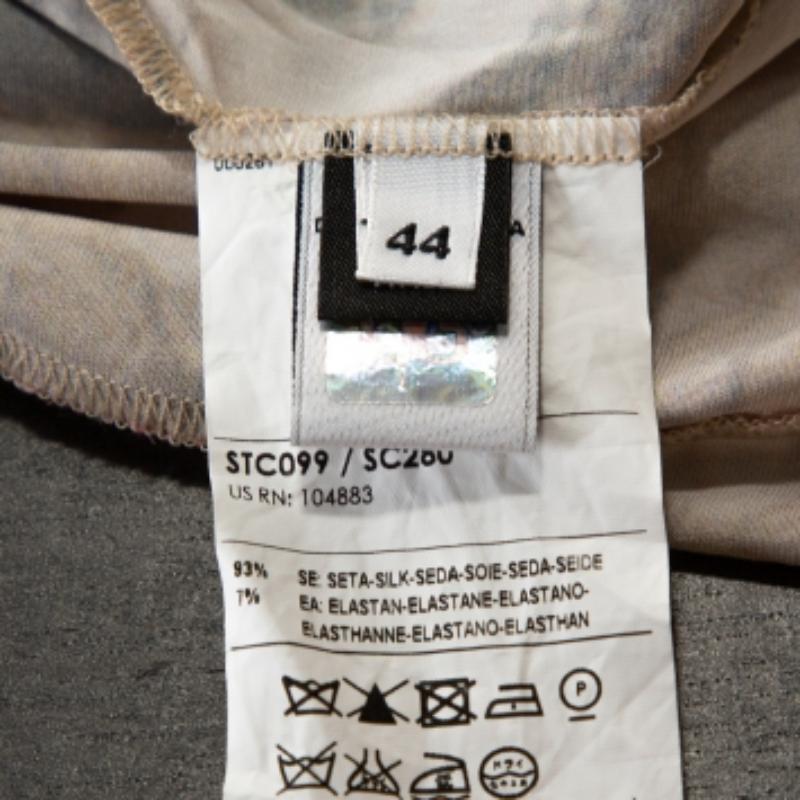 44
STC099 / SC260
US RN: 104883
93% SE: SETA-SILK-SEDA-SOIE-SEDA-SEIDE
7% EA: ELASTAN-ELASTANE-ELASTANO-
ELASTHANNE-ELASTANO-ELASTHAN
P